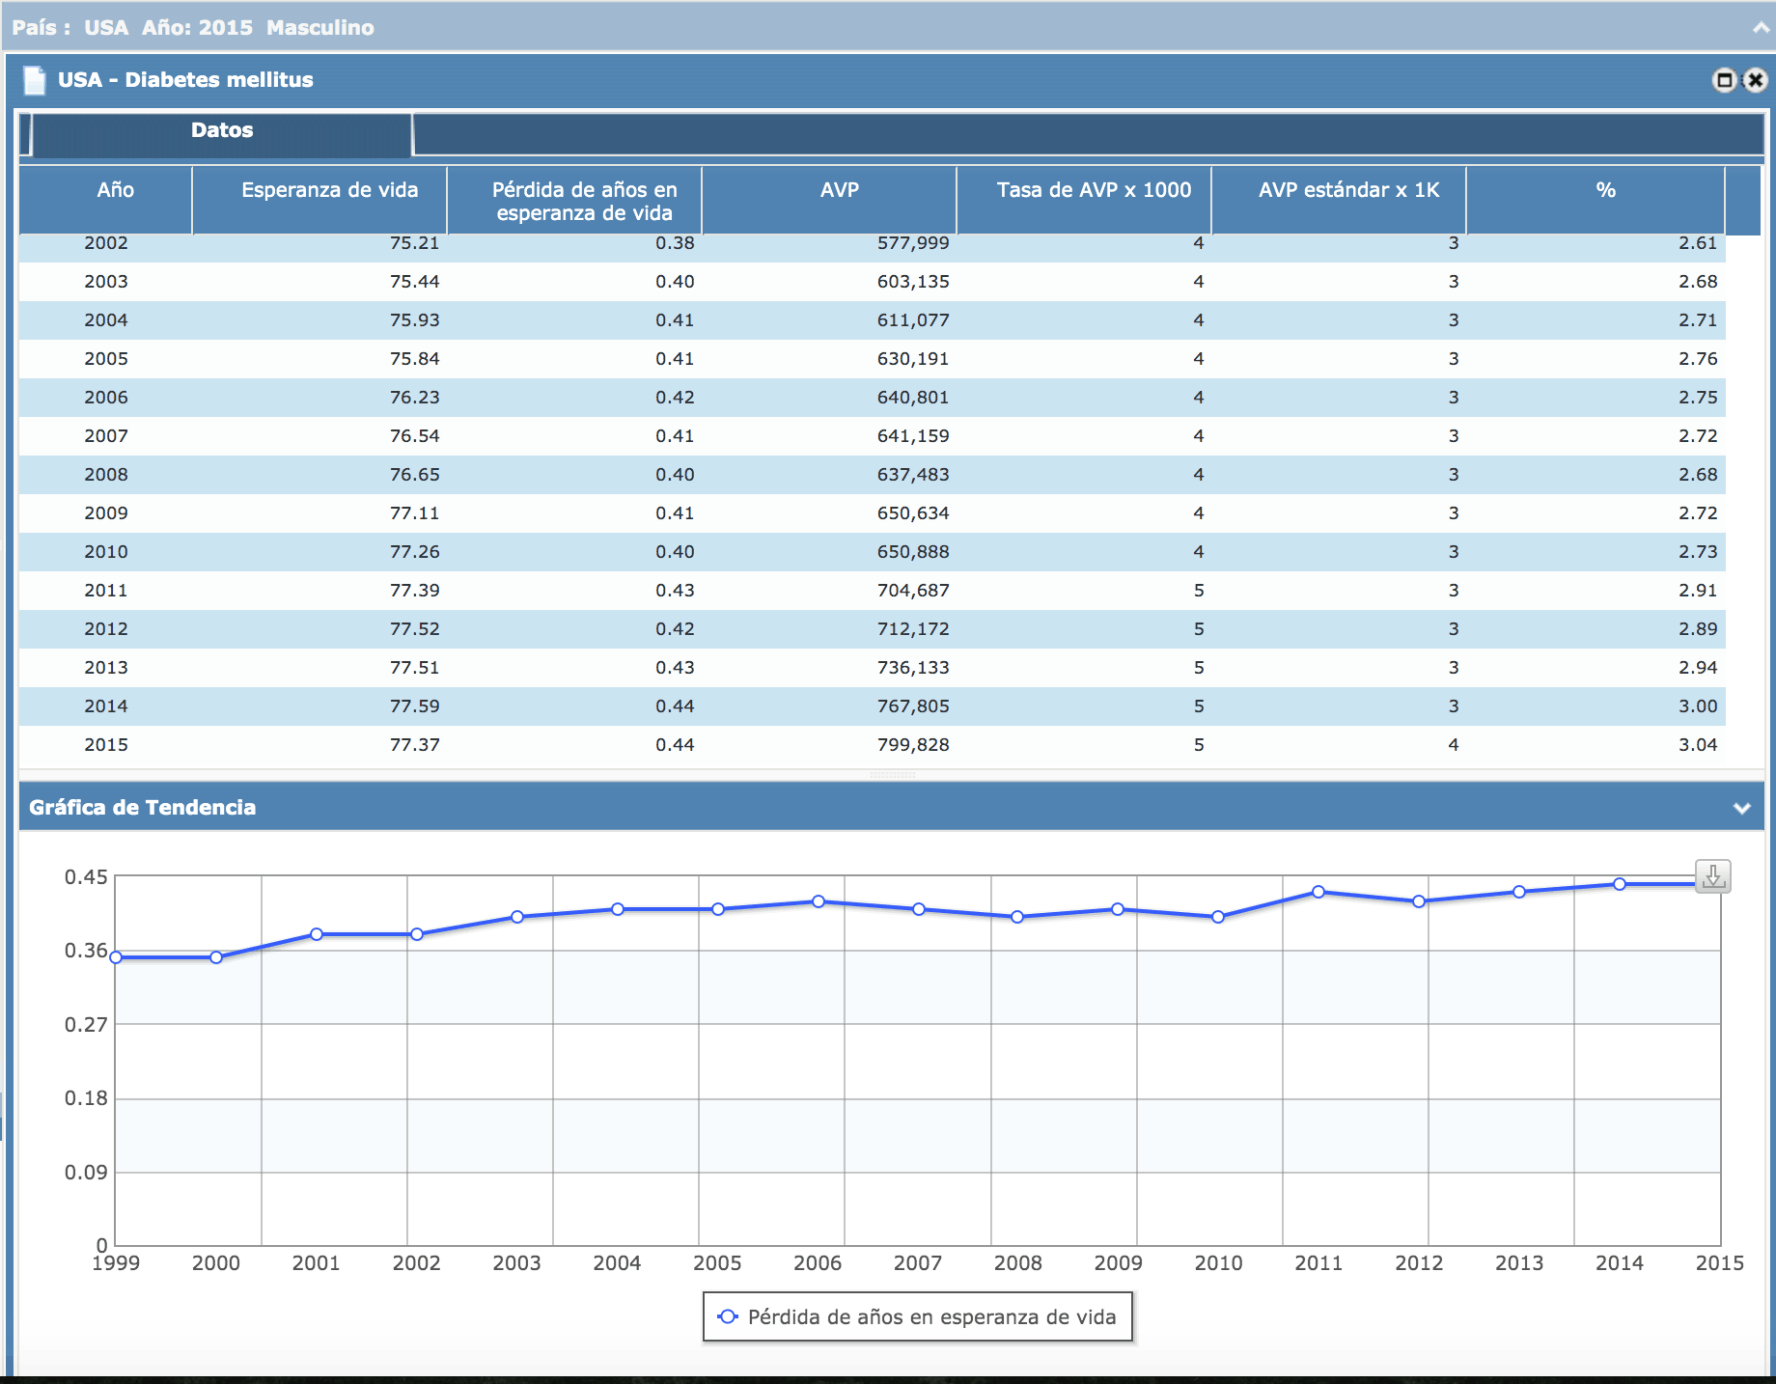 País : USA Año: 2015 Masculino
USA - Diabetes mellitus
Datos
Año Esperanza de vida Pérdida de años en esperanza de vida AVP Tasa de AVP x 1000 AVP estándar x 1K %
2002 75.21 0.38 577,999 4 3 2.61
2003 75.44 0.40 603,135 4 3 2.68
2004 75.93 0.41 611,077 4 3 2.71
2005 75.84 0.41 630,191 4 3 2.76
2006 76.23 0.42 640,801 4 3 2.75
2007 76.54 0.41 641,159 4 3 2.72
2008 76.65 0.40 637,483 4 3 2.68
2009 77.11 0.41 650,634 4 3 2.72
2010 77.26 0.40 650,888 4 3 2.73
2011 77.39 0.43 704,687 5 3 2.91
2012 77.52 0.42 712,172 5 3 2.89
2013 77.51 0.43 736,133 5 3 2.94
2014 77.59 0.44 767,805 5 3 3.00
2015 77.37 0.44 799,828 5 4 3.04
Gráfica de Tendencia
0.45
0.36
0.27
0.18
0.09
0
1999 2000 2001 2002 2003 2004 2005 2006 2007 2008 2009 2010 2011 2012 2013 2014 2015
Pérdida de años en esperanza de vida